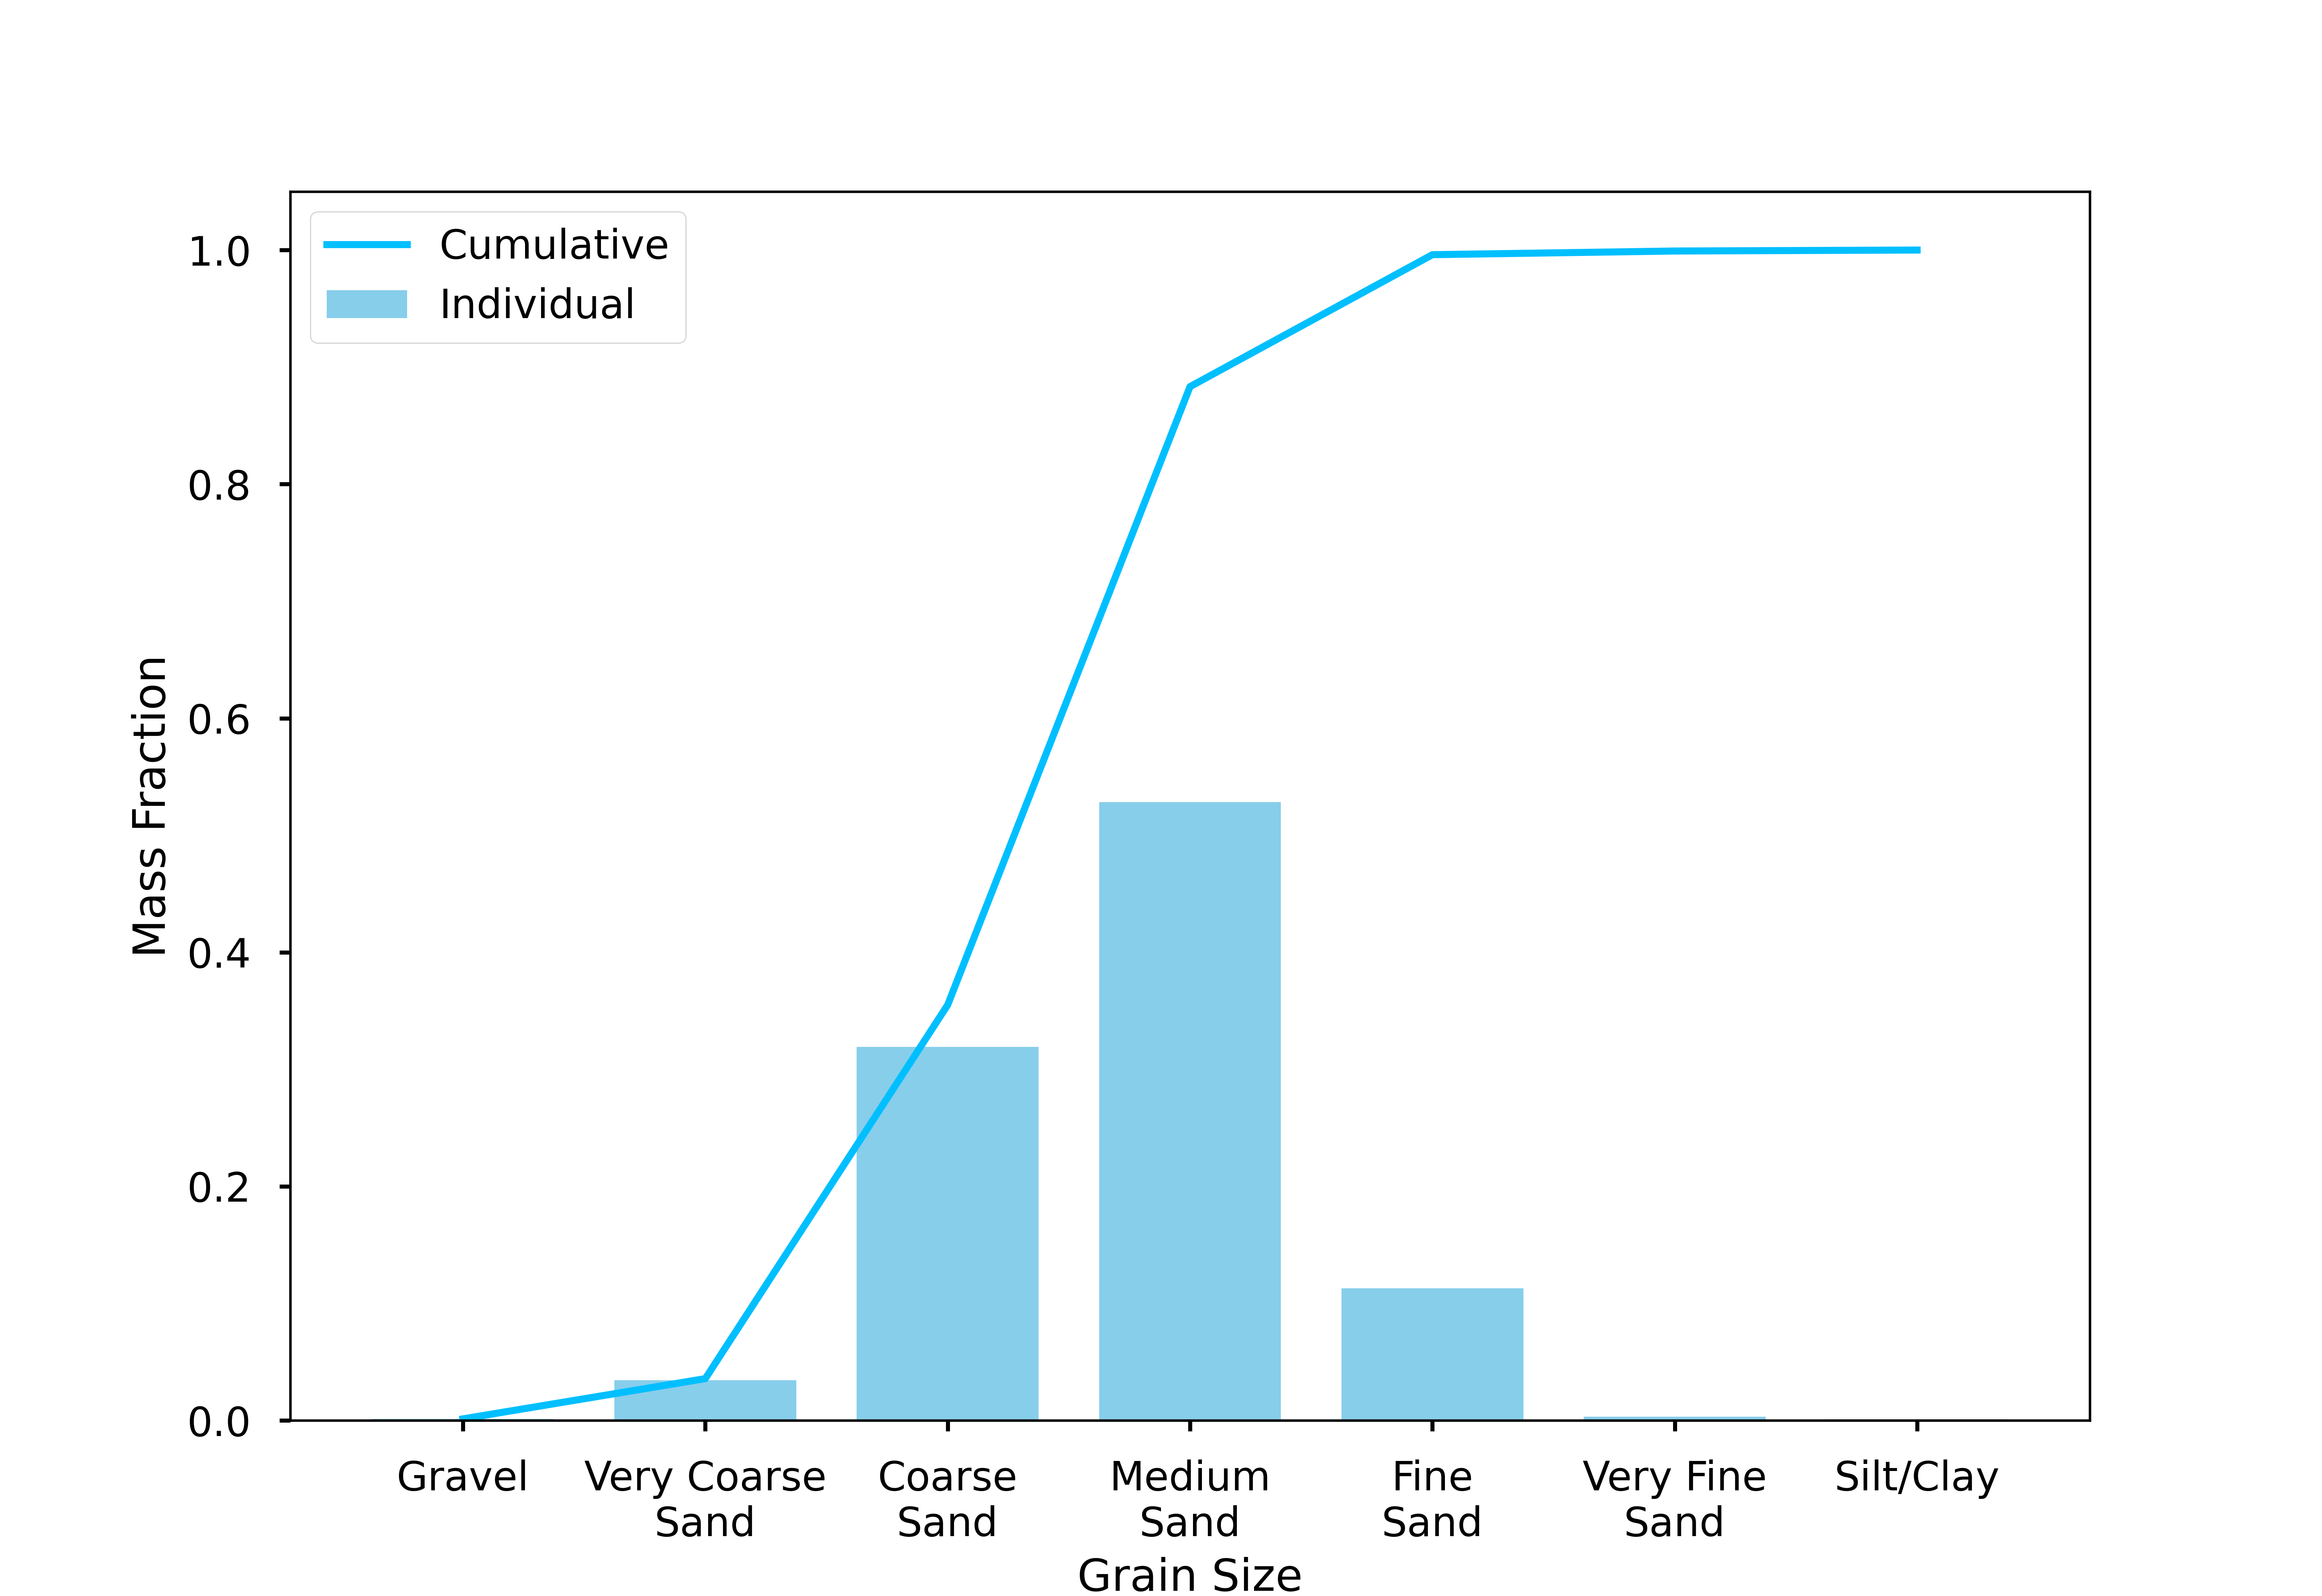 Cumulative
Individual
1.0
0.8
0.6
0.4
0.2
0.0
Mass Fraction
Gravel
Very Coarse
Sand
Coarse
Sand
Medium
Sand
Fine
Sand
Very Fine
Sand
Silt/Clay
Grain Size